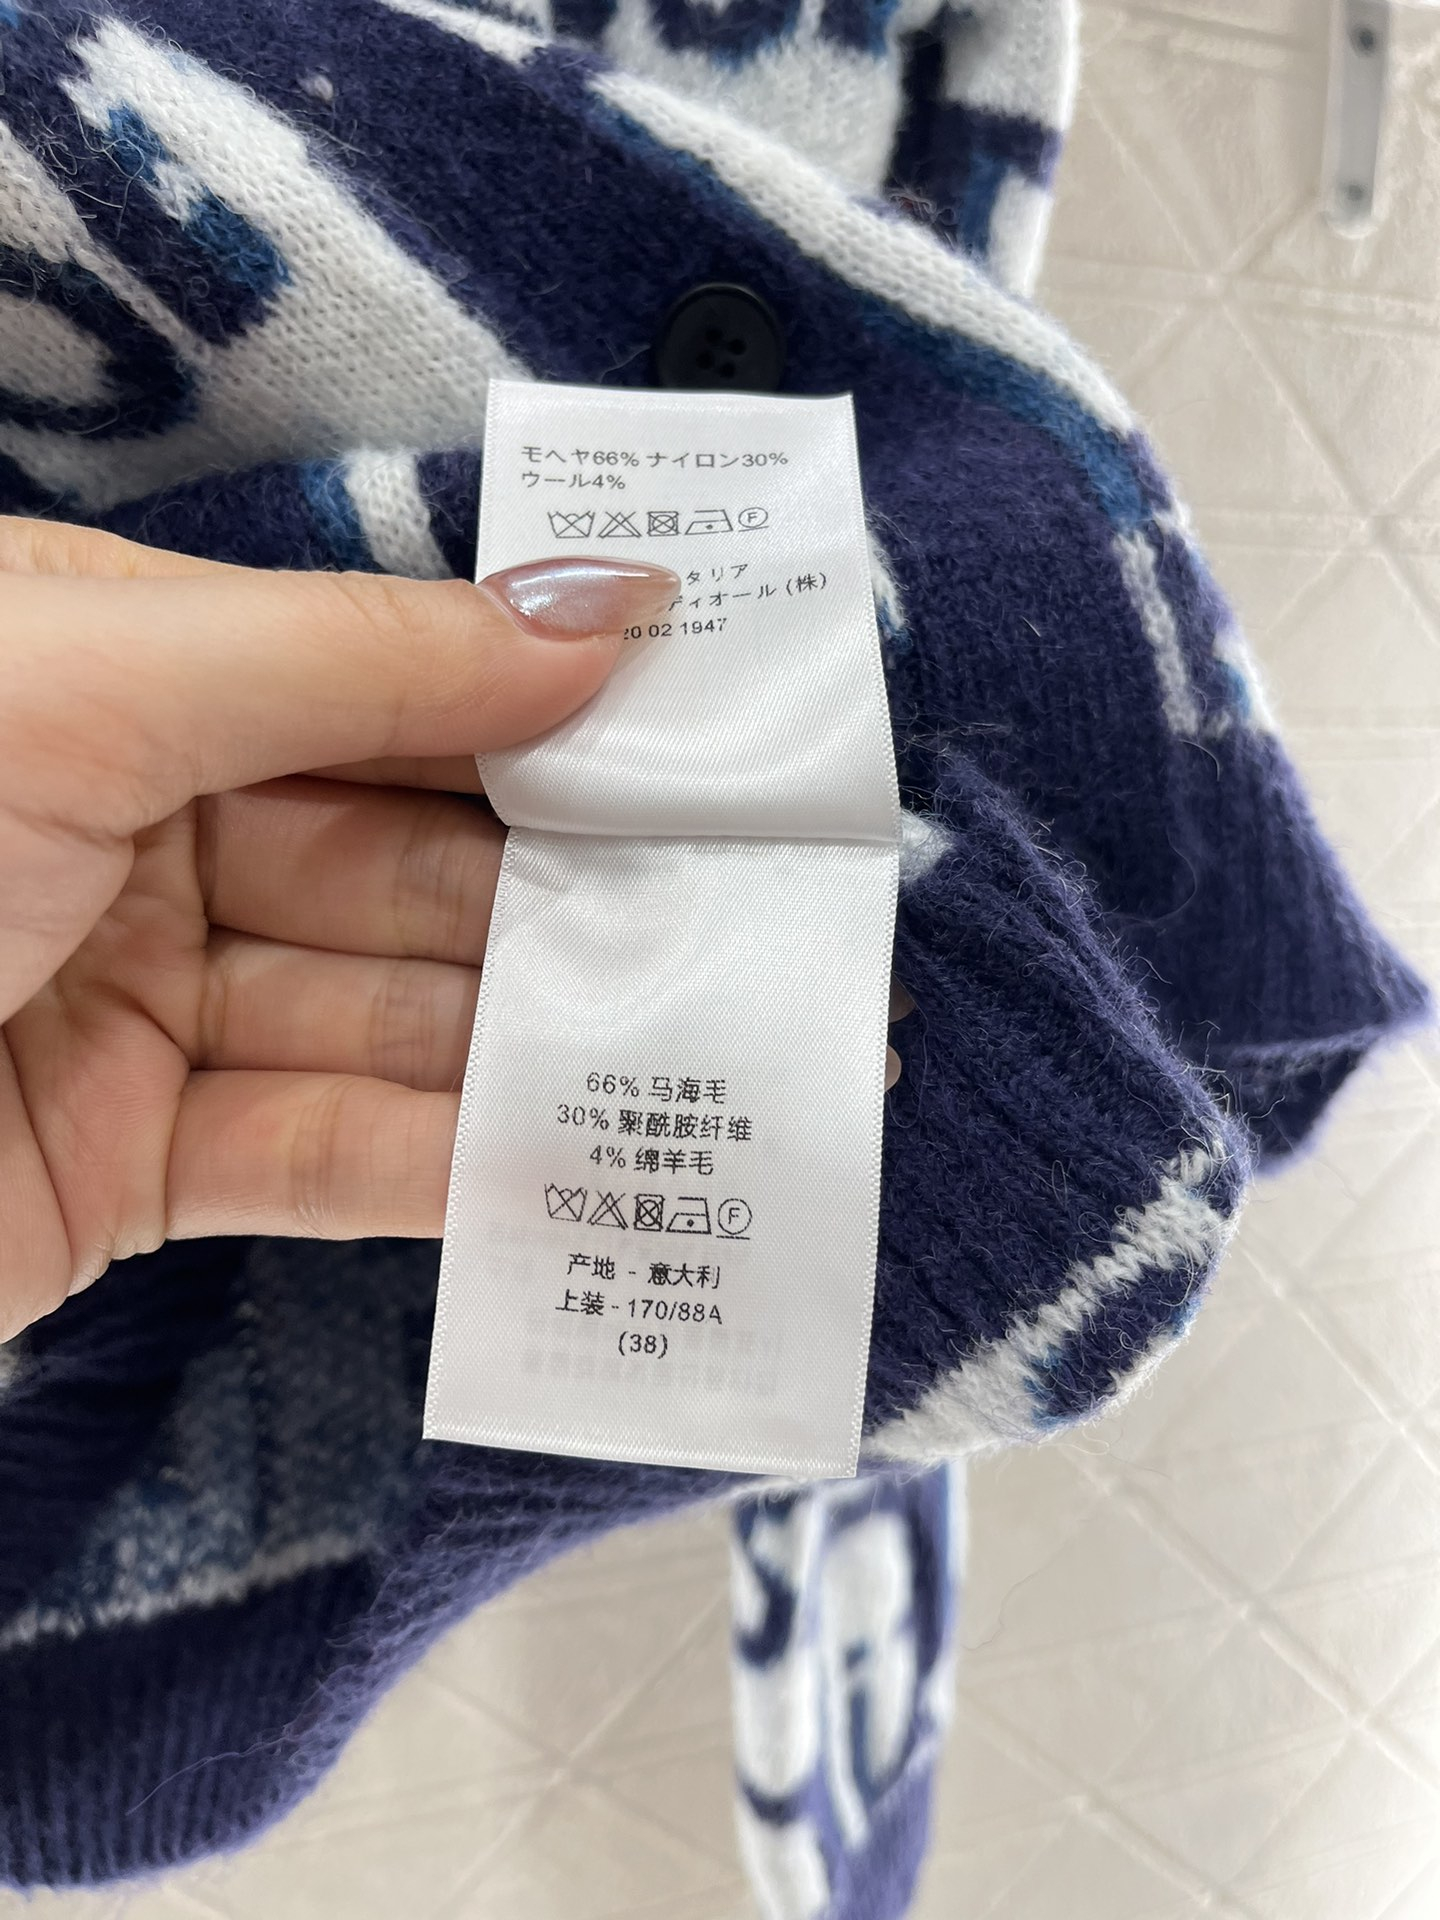 モヘヤ66% ナイロン30%
ウール4%
F
タリア
ディオール (株)
20 02 1947
66% 马海毛
30% 聚酰胺纤维
4% 绵羊毛
F
产地 - 意大利
上装 - 170/88A
(38)